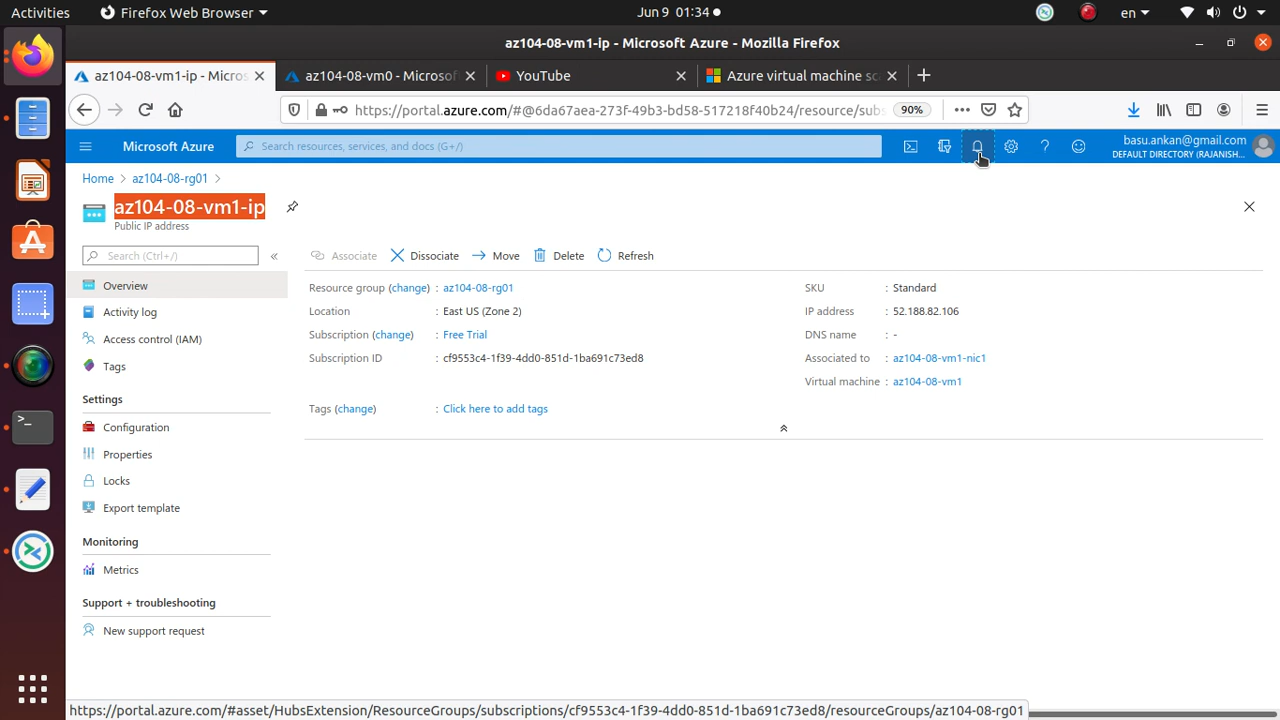 Activities
Firefox Web Browser
Jun 9 01:34
en
az104-08-vm1-ip - Microsoft Azure - Mozilla Firefox
az104-08-vm1-ip - Micros
az104-08-vm0 - Microsof
YouTube
Azure virtual machine sc
https://portal.azure.com/#@6da67aea-273f-49b3-bd58-517218f40b24/resource/subs
90%
Microsoft Azure
Search resources, services, and docs (G+/)
basu.ankan@gmail.com
DEFAULT DIRECTORY (RAJANISH...
Home > az104-08-rg01 >
az104-08-vm1-ip
Public IP address
Search (Ctrl+/)
Associate
Dissociate
Move
Delete
Refresh
Overview
Activity log
Access control (IAM)
Tags
Settings
Configuration
Properties
Locks
Export template
Monitoring
Metrics
Support + troubleshooting
New support request
Resource group (change) : az104-08-rg01
Location : East US (Zone 2)
Subscription (change) : Free Trial
Subscription ID : cf9553c4-1f39-4dd0-851d-1ba691c73ed8
Tags (change) : Click here to add tags
SKU : Standard
IP address : 52.188.82.106
DNS name : -
Associated to : az104-08-vm1-nic1
Virtual machine : az104-08-vm1
https://portal.azure.com/#asset/HubsExtension/ResourceGroups/subscriptions/cf9553c4-1f39-4dd0-851d-1ba691c73ed8/resourceGroups/az104-08-rg01